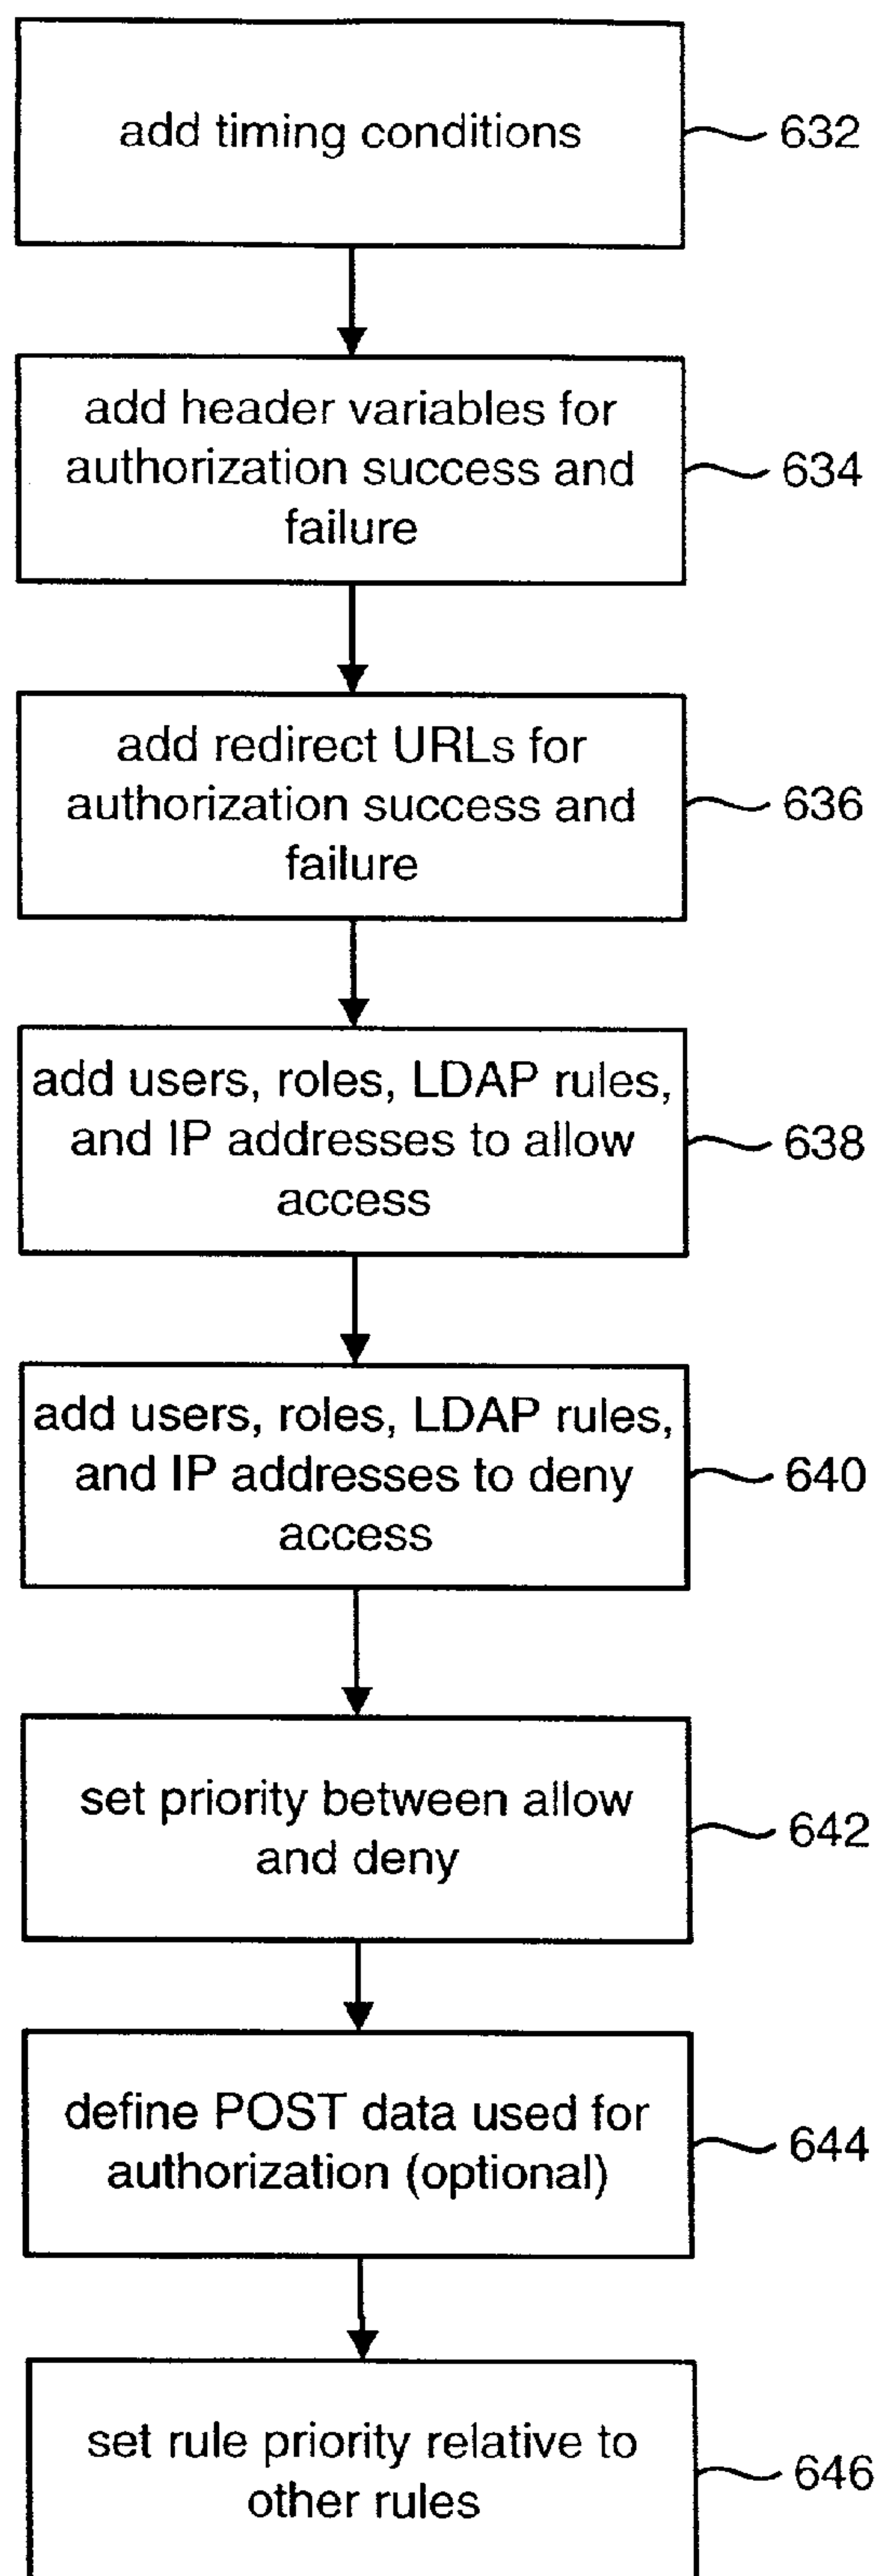 add timing conditions
632
add header variables for
authorization success and
failure
634
add redirect URLs for
authorization success and
failure
636
add users, roles, LDAP rules,
and IP addresses to allow
access
638
add users, roles, LDAP rules,
and IP addresses to deny
access
640
set priority between allow
and deny
642
define POST data used for
authorization (optional)
644
set rule priority relative to
other rules
646